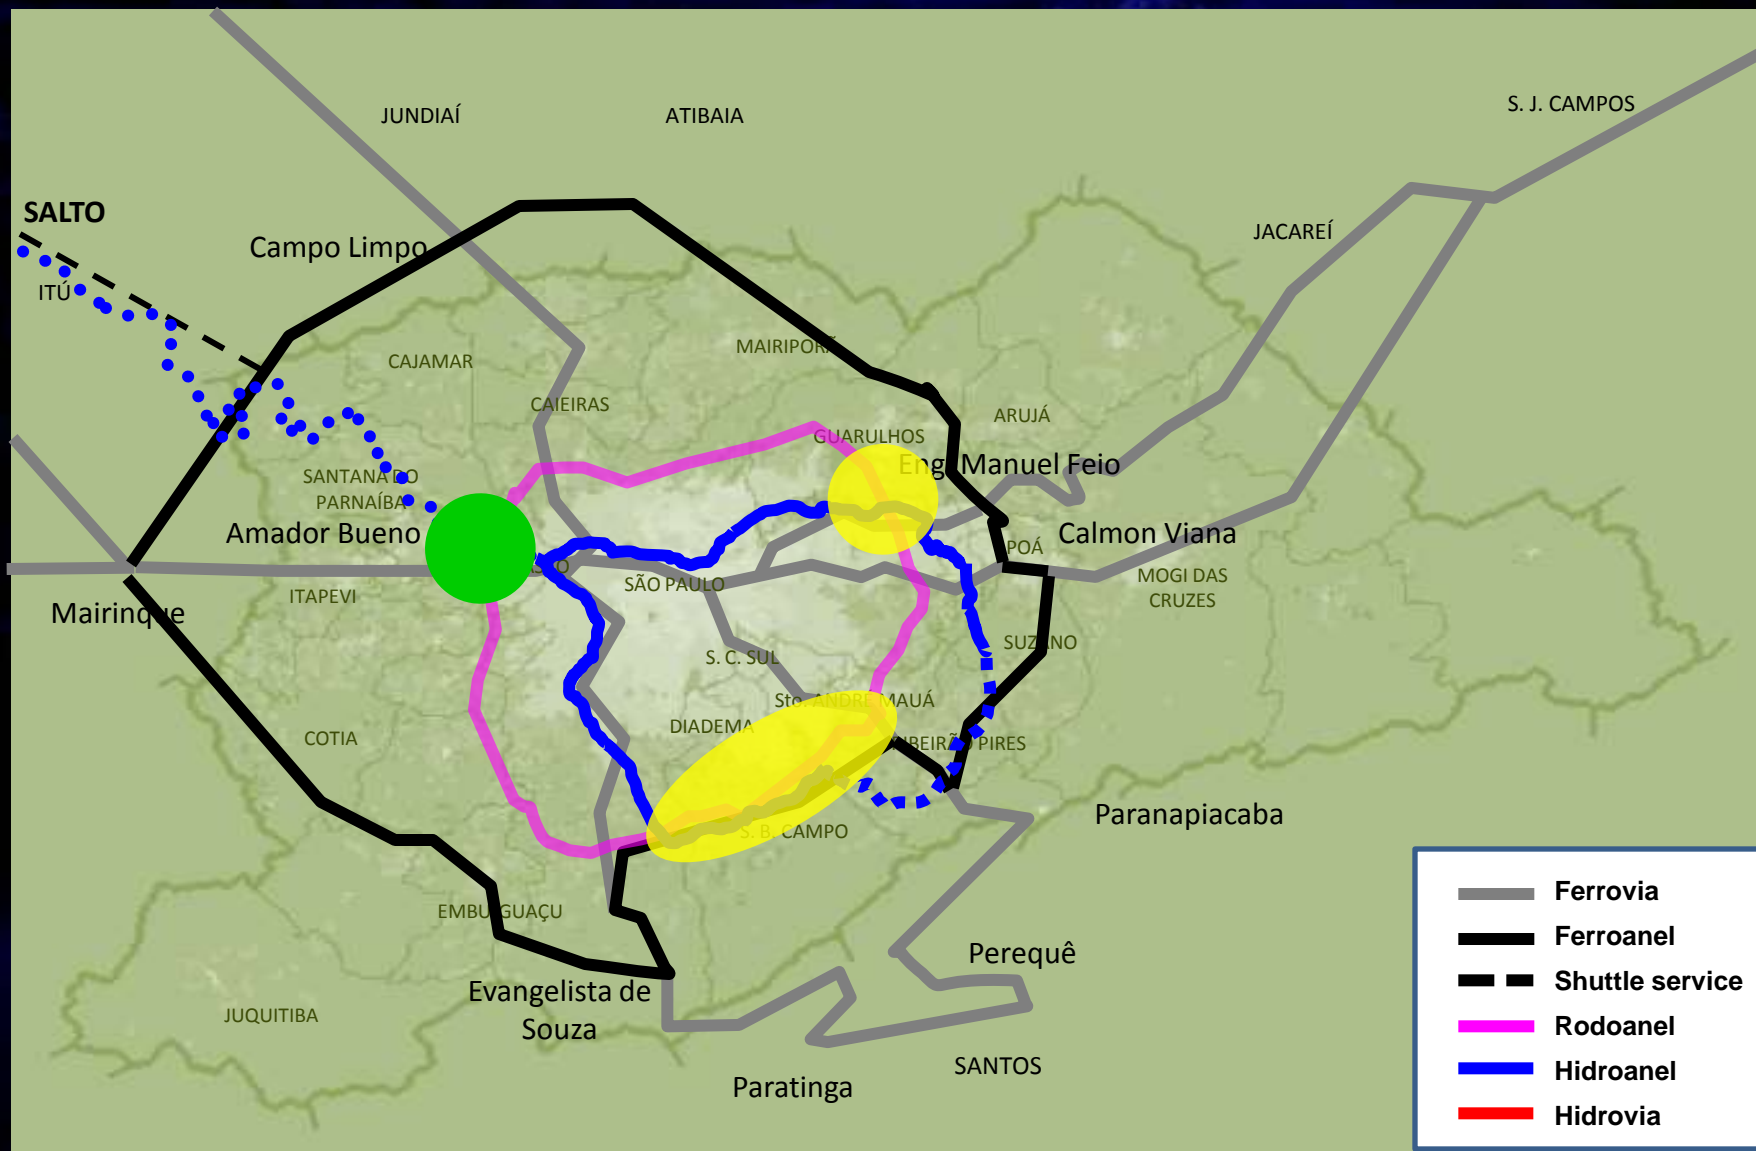 JUNDIAÍ
ATIBAIA
S. J. CAMPOS
SALTO
JACAREÍ
Campo Limpo
ITÚ
MAIRIPORÃ
CAJAMAR
CAIEIRAS
ARUJÁ
GUARULHOS
Eng. Manuel Feio
SANTANA DO
PARNAÍBA
Amador Bueno
Calmon Viana
POÁ
SÃO PAULO
MOGI DAS
CRUZES
ITAPEVI
Mairinque
SUZANO
S. C. SUL
Sto. ANDRE MAUÁ
DIADEMA
COTIA
RIBEIRÃO PIRES
Paranapiacaba
S. B. CAMPO
EMBU-GUAÇU
Perequê
Evangelista de
Souza
JUQUITIBA
SANTOS
Paratinga
Ferrovia
Ferroanel
Shuttle service
Rodoanel
Hidroanel
Hidrovia